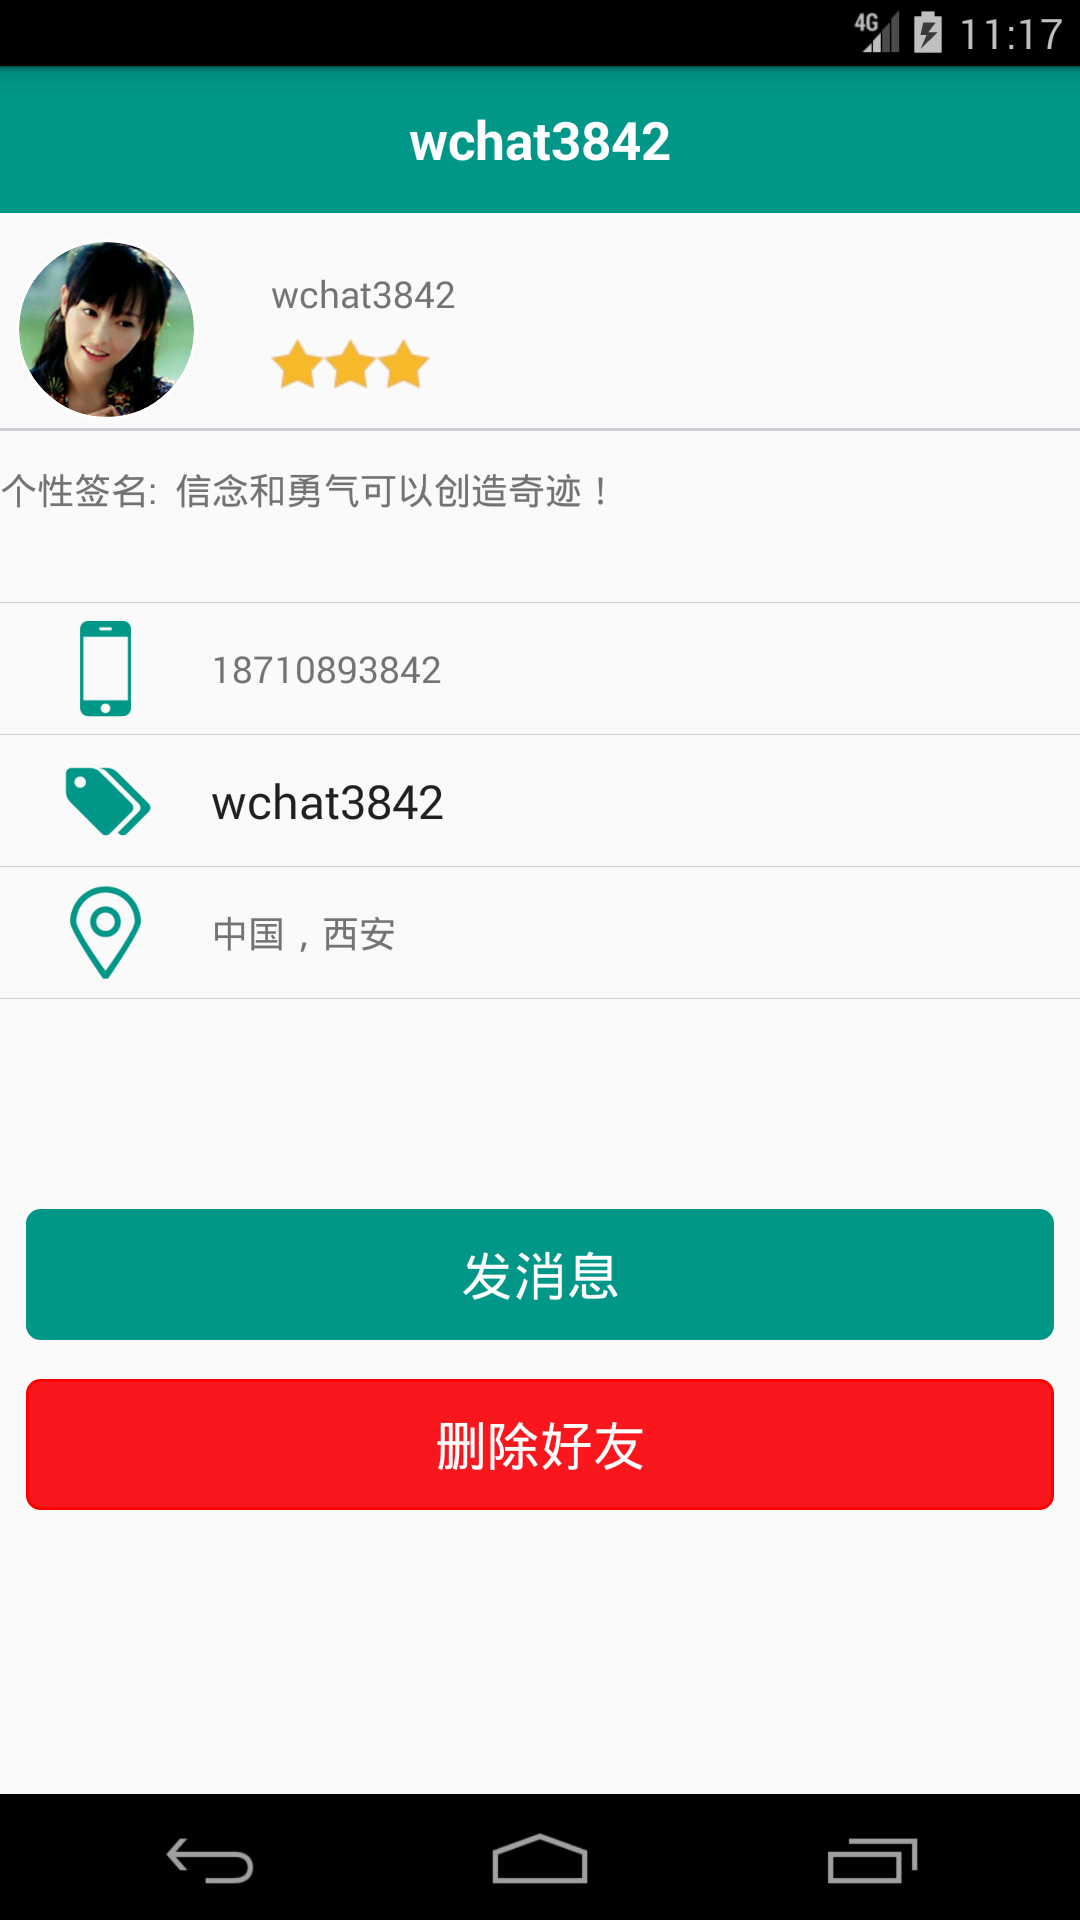 4G 11:17
wchat3842
wchat3842
个性签名: 信念和勇气可以创造奇迹！
18710893842
wchat3842
中国，西安
发消息
删除好友